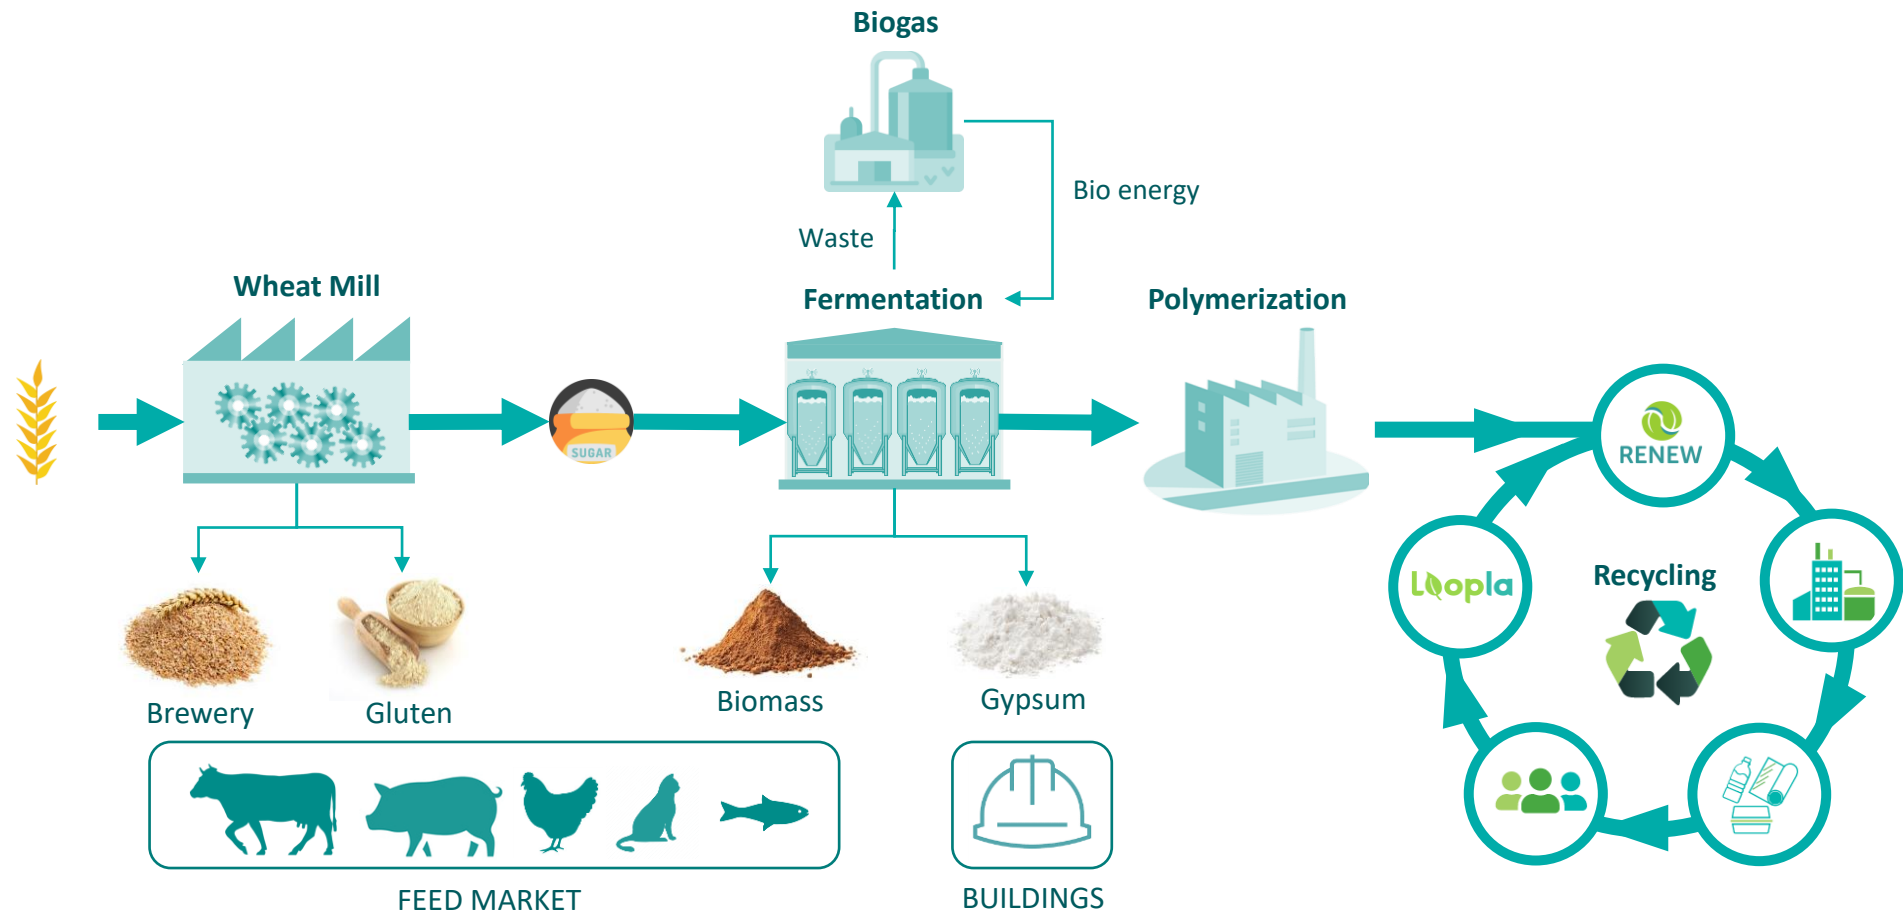 Biogas
Bio energy
Waste
Wheat Mill
Fermentation
Polymerization
SUGAR
RENEW
Loopla
Recycling
Brewery
Gluten
Biomass
Gypsum
FEED MARKET
BUILDINGS